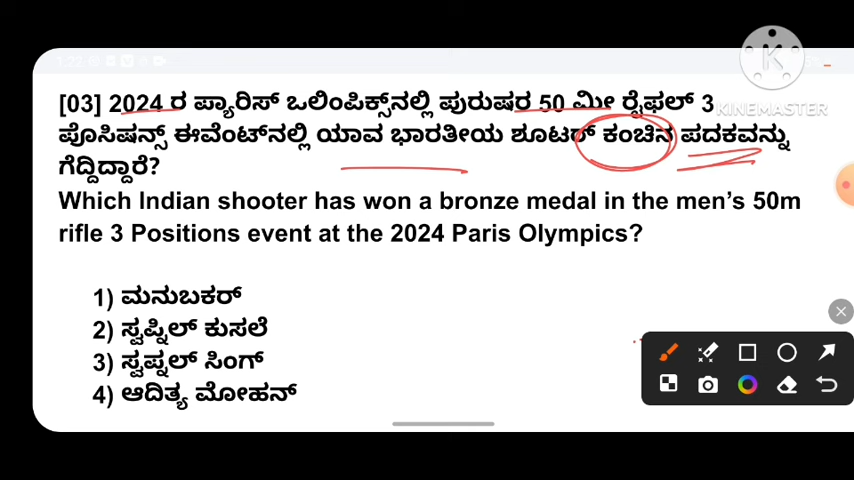 KINEMASTER
[03] 2024 ರ ಪ್ಯಾರಿಸ್ ಒಲಿಂಪಿಕ್ಸ್‌ನಲ್ಲಿ ಪುರುಷರ 50 ಮೀ ರೈಫಲ್ 3
ಪೊಸಿಷನ್ಸ್ ಈವೆಂಟ್‌ನಲ್ಲಿ ಯಾವ ಭಾರತೀಯ ಶೂಟರ್ ಕಂಚಿನ ಪದಕವನ್ನು
ಗೆದ್ದಿದ್ದಾರೆ?
Which Indian shooter has won a bronze medal in the men’s 50m
rifle 3 Positions event at the 2024 Paris Olympics?
1) ಮನುಬಕರ್
2) ಸ್ವಪ್ನಿಲ್ ಕುಸಲೆ
3) ಸ್ವಪ್ನಲ್ ಸಿಂಗ್
4) ಆದಿತ್ಯ ಮೋಹನ್